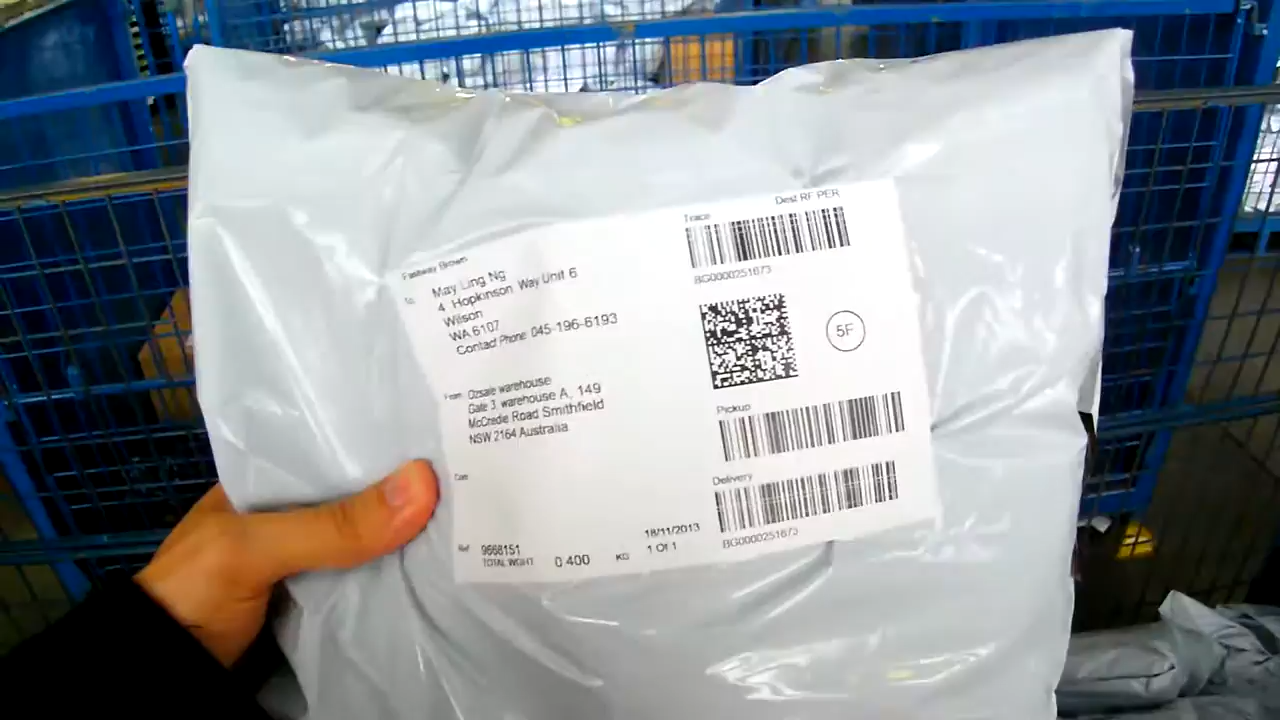 Fastway Brown
To: May Ling Ng
4 Hopkinson Way Unit 6
Wilson
WA 6107
Contact Phone 045-196-6193
From: Ozsale warehouse
Gate 3, warehouse A, 149
McCredie Road Smithfield
NSW 2164 Australia
Ref 9668151
TOTAL WGHT 0.400 KG
18/11/2013
1 Of 1
Dest RF PER
Trace
BG0000251673
5F
Pickup
Delivery
BG0000251673